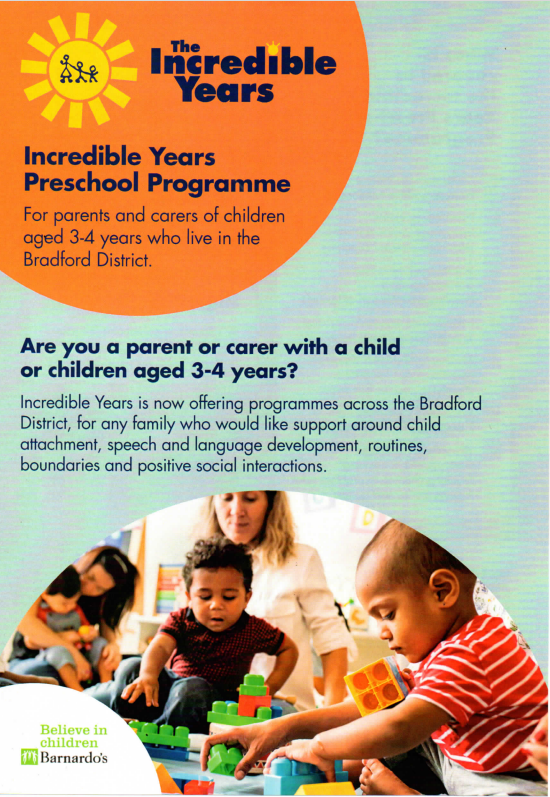 The
Incredible
Years
Incredible Years
Preschool Programme
For parents and carers of children
aged 3-4 years who live in the
Bradford District.
Are you a parent or carer with a child
or children aged 3-4 years?
Incredible Years is now offering programmes across the Bradford
District, for any family who would like support around child
attachment, speech and language development, routines,
boundaries and positive social interactions.
Believe in
children
Barnardo's